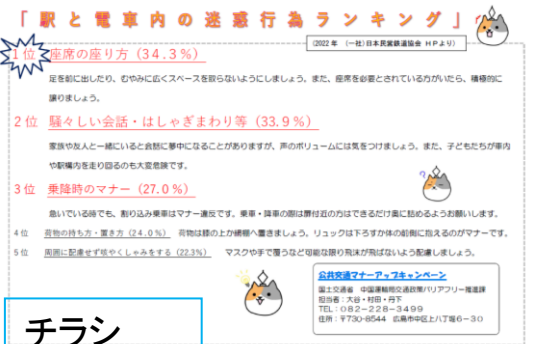 「駅と電車内の迷惑行為ランキング」
(2022年 (一社)日本民営鉄道協会 HPより)
1位 座席の座り方(34.3%)
足を前に出したり、むやみに広くスペースを取らないようにしましょう。また、座席を必要とされている方がいたら、積極的に
譲りましょう。
2位 騒々しい会話・はしゃぎまわり等(33.9%)
家族や友人と一緒にいると会話に夢中になることがありますが、声のボリュームには気をつけましょう。また、子どもたちが車内
や駅構内を走り回るのも大変危険です。
3位 乗降時のマナー(27.0%)
急いでいる時でも、割り込み乗車はマナー違反です。乗車・降車の際は扉付近の方はできるだけ奥に詰めるようお願いします。
4位 荷物の持ち方・置き方(24.0%) 荷物は膝の上か網棚へ置きましょう。リュックは下ろすか体の前側に抱えるのがマナーです。
5位 周囲に配慮せず咳やくしゃみをする(22.3%) マスクや手で覆うなど可能な限り飛沫が飛ばないよう配慮しましょう。
公共交通マナーアップキャンペーン
国土交通省 中国運輸局交通政策バリアフリー推進課
担当者:大谷・村田・丹下
TEL:082-228-3499
住所:〒730-8544 広島市中区上八丁堀6-30
チラシ